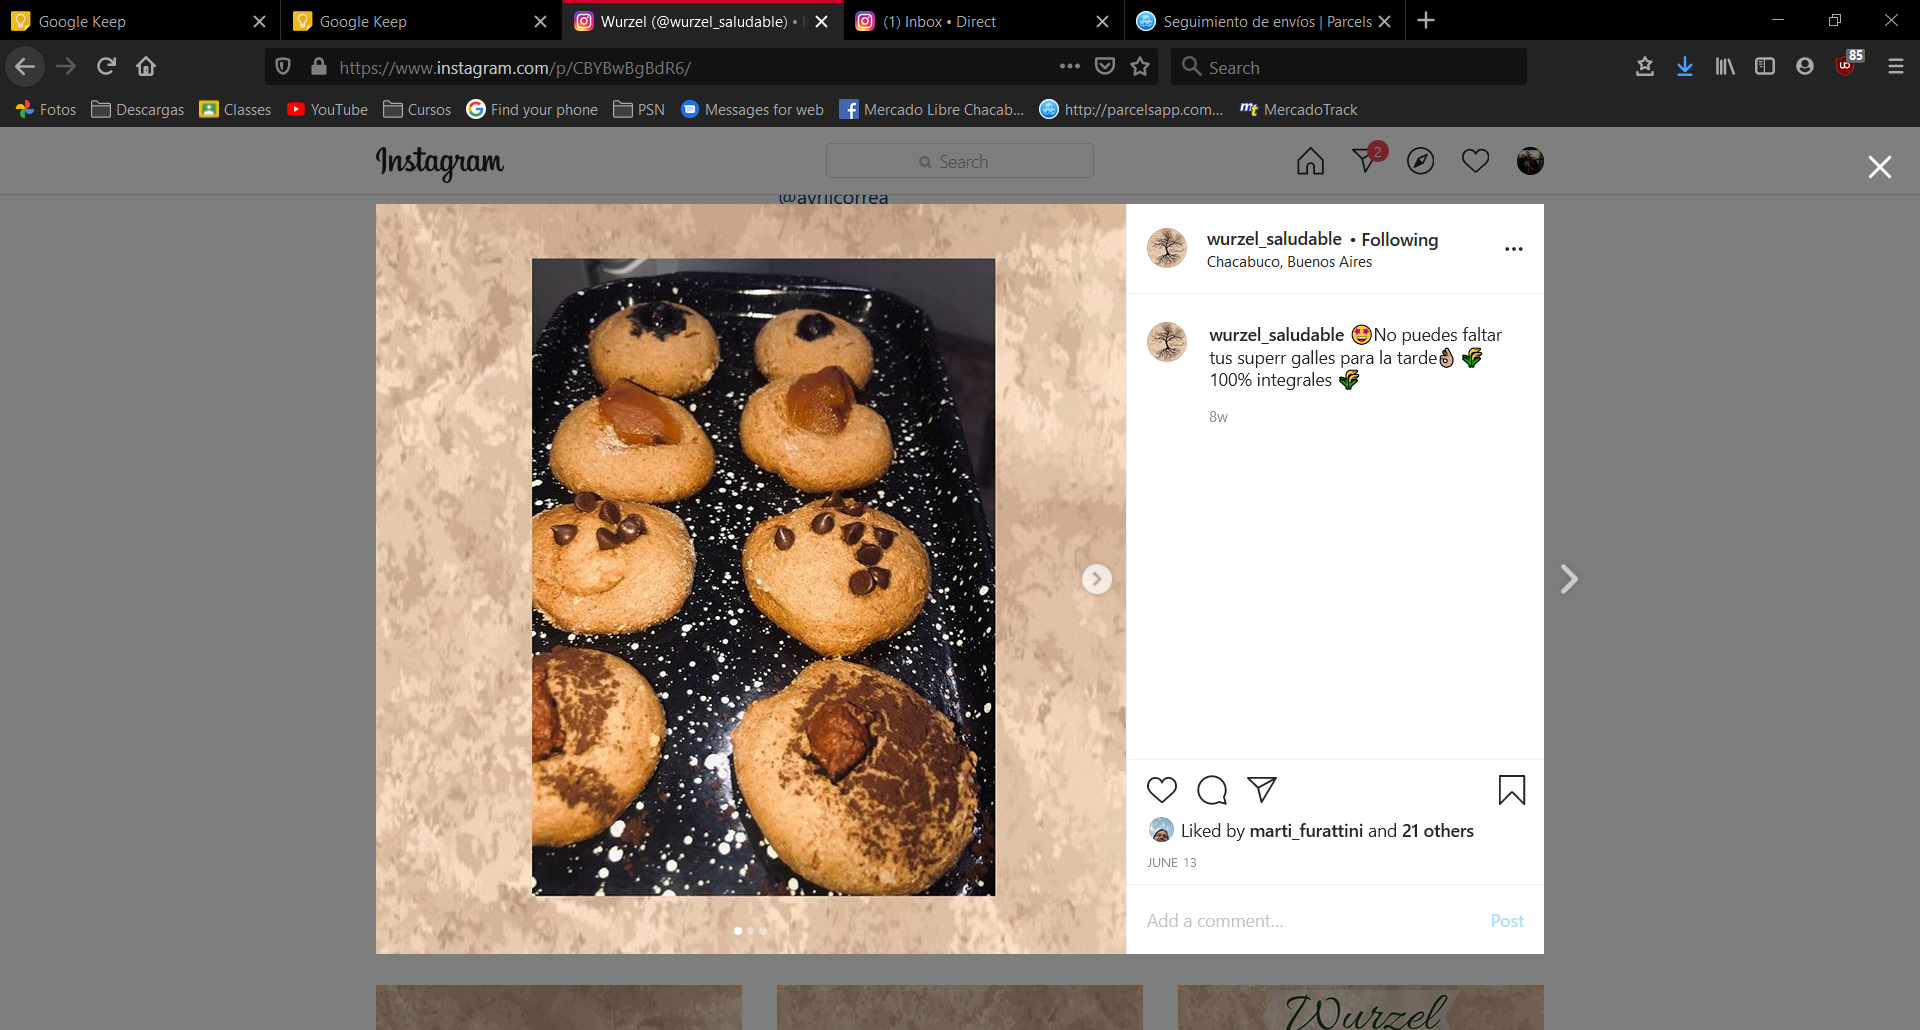 Google Keep
Google Keep
Wurzel (@wurzel_saludable) •
(1) Inbox • Direct
Seguimiento de envíos | Parcels
https://www.instagram.com/p/CBYBwBgBdR6/
Search
85
Fotos
Descargas
Classes
YouTube
Cursos
Find your phone
PSN
Messages for web
Mercado Libre Chacab...
http://parcelsapp.com...
MercadoTrack
Instagram
Search
2
@avrilcorrea
wurzel_saludable • Following
Chacabuco, Buenos Aires
wurzel_saludable 🤩No puedes faltar
tus superr galles para la tarde👌🏽 🌾
100% integrales 🌾
8w
Liked by marti_furattini and 21 others
JUNE 13
Add a comment...
Post
Wurzel